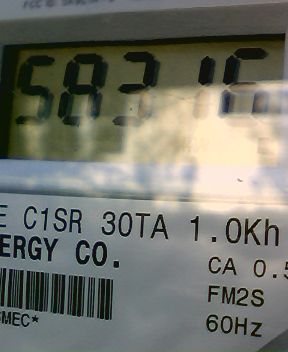 58316
E C1SR 30TA 1.0Kh
ERGY CO.
CA 0.5
FM2S
MEC*
60Hz